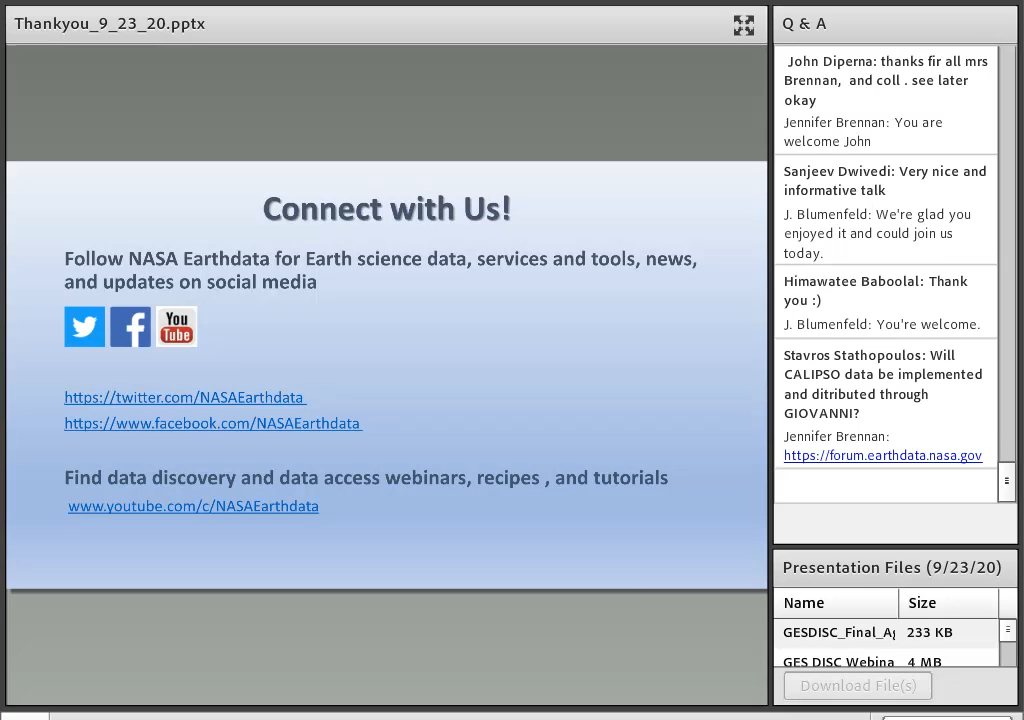 Thankyou_9_23_20.pptx
Connect with Us!
Follow NASA Earthdata for Earth science data, services and tools, news,
and updates on social media
You
Tube
https://twitter.com/NASAEarthdata
https://www.facebook.com/NASAEarthdata
Find data discovery and data access webinars, recipes , and tutorials
www.youtube.com/c/NASAEarthdata
Q & A
John Diperna: thanks fir all mrs
Brennan,  and coll . see later
okay
Jennifer Brennan: You are
welcome John
Sanjeev Dwivedi: Very nice and
informative talk
J. Blumenfeld: We're glad you
enjoyed it and could join us
today.
Himawatee Baboolal: Thank
you :)
J. Blumenfeld: You're welcome.
Stavros Stathopoulos: Will
CALIPSO data be implemented
and ditributed through
GIOVANNI?
Jennifer Brennan:
https://forum.earthdata.nasa.gov
Presentation Files (9/23/20)
Name Size
GESDISC_Final_Ag 233 KB
GES DISC Webina 4 MB
Download File(s)